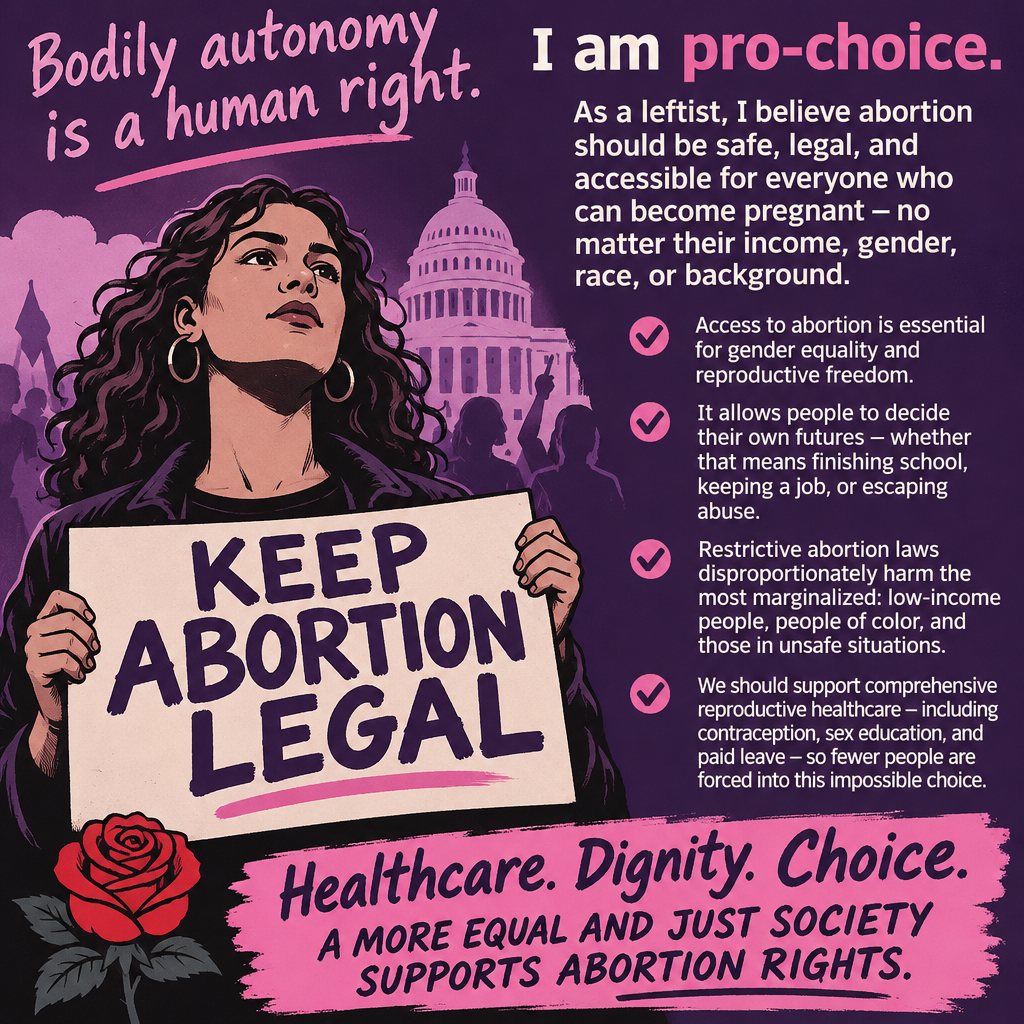 Bodily autonomy
is a human right.
I am pro-choice.
As a leftist, I believe abortion
should be safe, legal, and
accessible for everyone who
can become pregnant – no
matter their income, gender,
race, or background.
Access to abortion is essential
for gender equality and
reproductive freedom.
It allows people to decide
their own futures – whether
that means finishing school,
keeping a job, or escaping
abuse.
Restrictive abortion laws
disproportionately harm the
most marginalized: low-income
people, people of color, and
those in unsafe situations.
We should support comprehensive
reproductive healthcare – including
contraception, sex education, and
paid leave – so fewer people are
forced into this impossible choice.
KEEP
ABORTION
LEGAL
Healthcare. Dignity. Choice.
A MORE EQUAL AND JUST SOCIETY
SUPPORTS ABORTION RIGHTS.